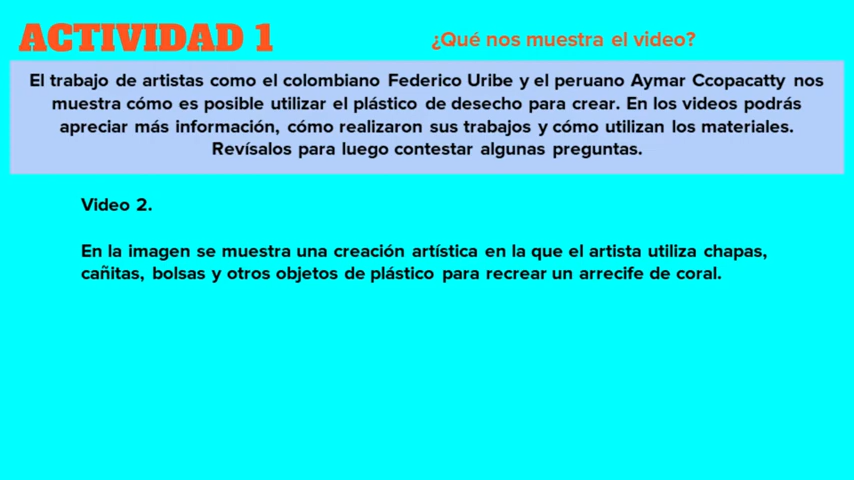 ACTIVIDAD 1
¿Qué nos muestra el video?
El trabajo de artistas como el colombiano Federico Uribe y el peruano Aymar Ccopacatty nos
muestra cómo es posible utilizar el plástico de desecho para crear. En los videos podrás
apreciar más información, cómo realizaron sus trabajos y cómo utilizan los materiales.
Revísalos para luego contestar algunas preguntas.
Video 2.
En la imagen se muestra una creación artística en la que el artista utiliza chapas,
cañitas, bolsas y otros objetos de plástico para recrear un arrecife de coral.